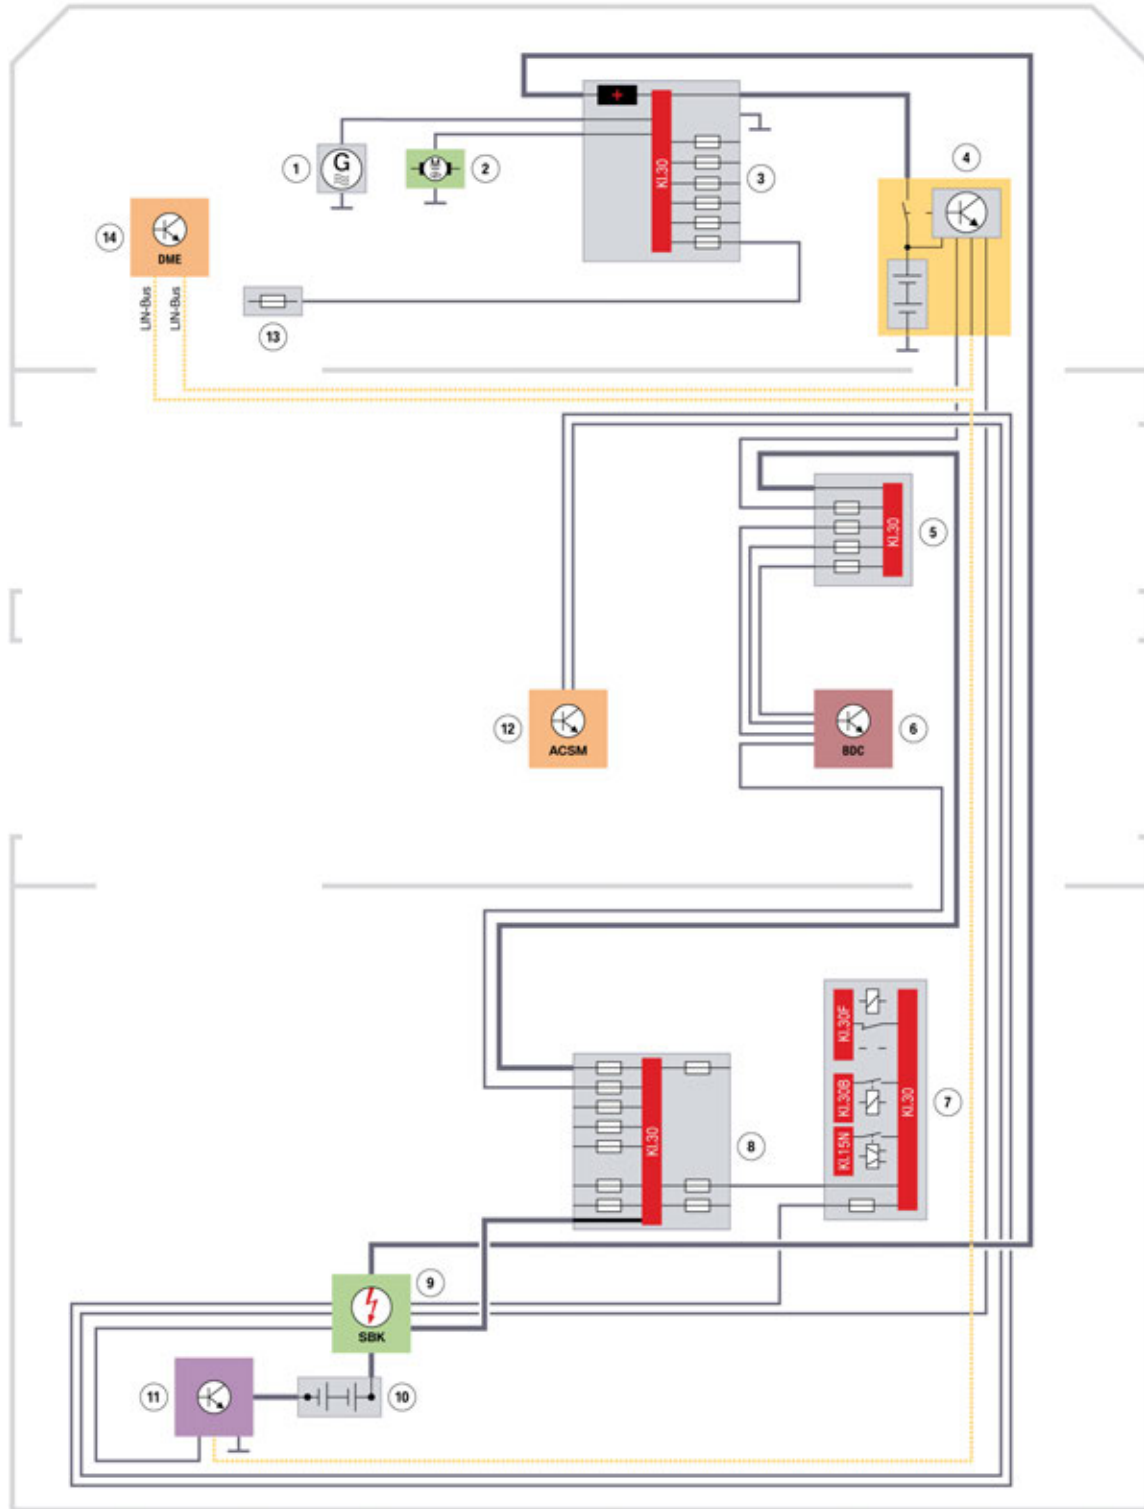 G
1
M
2
Kl.30
3
4
14
DME
LIN-Bus
LIN-Bus
13
Kl.30
5
12
ACSM
BDC
6
Kl.30F
Kl.30B
Kl.15N
Kl.30
7
Kl.30
8
9
SBK
11
10